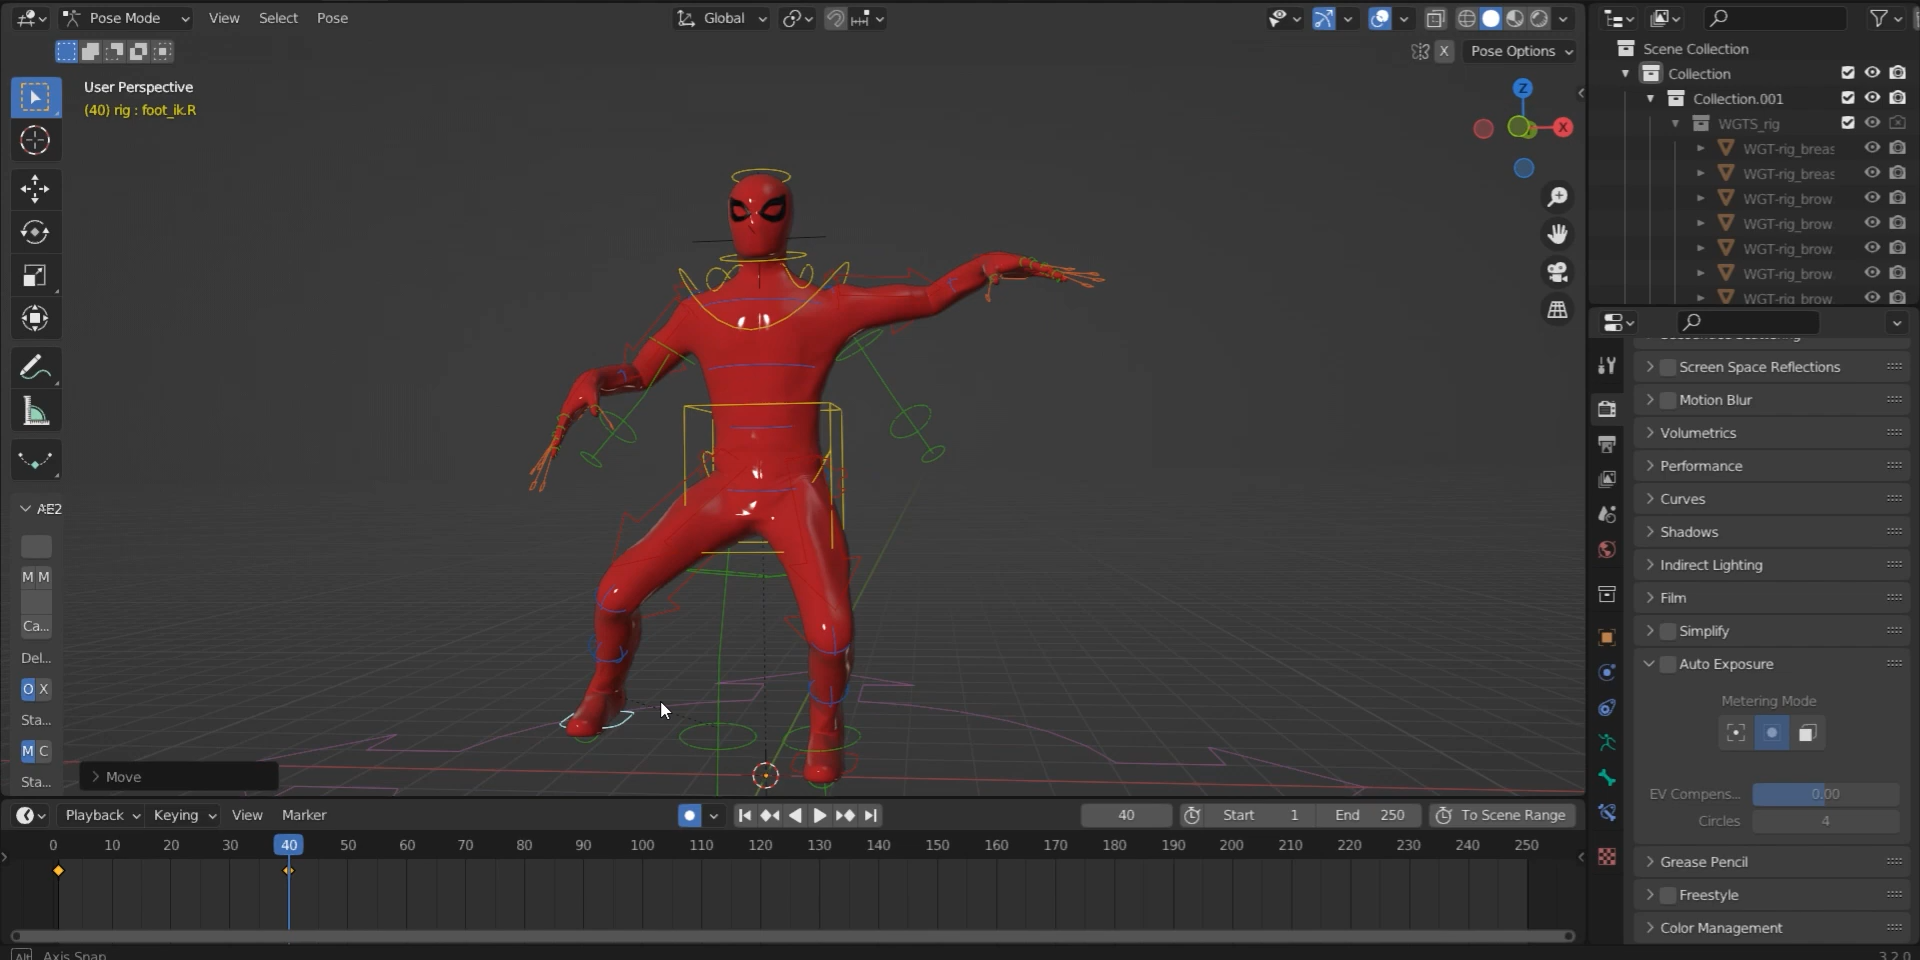 Pose Mode View Select Pose Global
X Pose Options
User Perspective
(40) rig : foot_ik.R
Z
X
AE2
M M
Ca...
Del...
O X
Sta...
M C
Sta...
Move
Playback Keying View Marker 40 Start 1 End 250 To Scene Range
0 10 20 30 40 50 60 70 80 90 100 110 120 130 140 150 160 170 180 190 200 210 220 230 240 250
Alt Axis Snap
Scene Collection
Collection
Collection.001
WGTS_rig
WGT-rig_breas
WGT-rig_breas
WGT-rig_brow.
WGT-rig_brow.
WGT-rig_brow.
WGT-rig_brow.
WGT-rig_brow.
Screen Space Reflections
Motion Blur
Volumetrics
Performance
Curves
Shadows
Indirect Lighting
Film
Simplify
Auto Exposure
Metering Mode
EV Compens... 0.00
Circles 4
Grease Pencil
Freestyle
Color Management
3.2.0